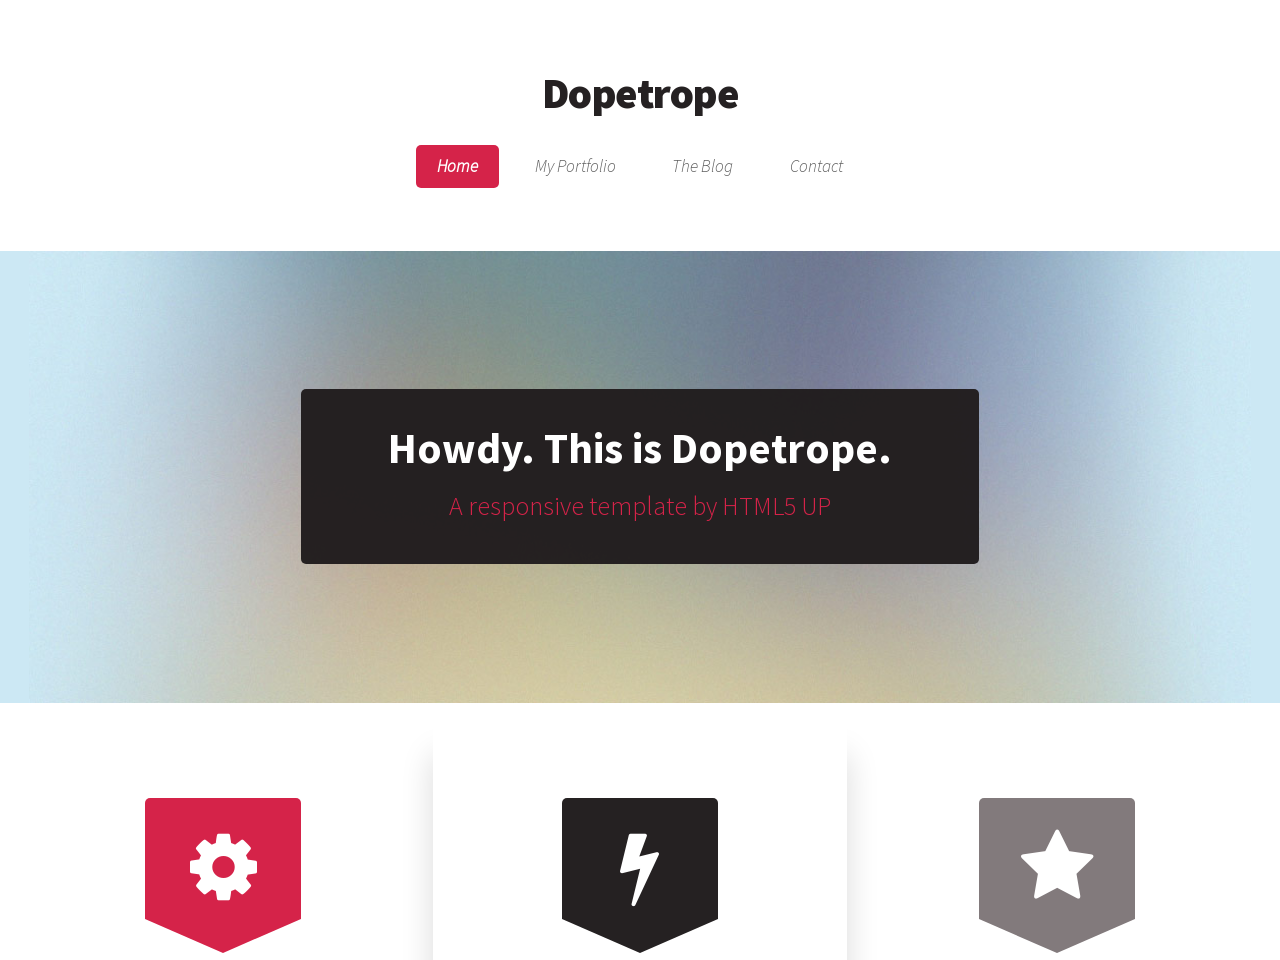 Dopetrope
Home My Portfolio The Blog Contact
Howdy. This is Dopetrope.
A responsive template by HTML5 UP